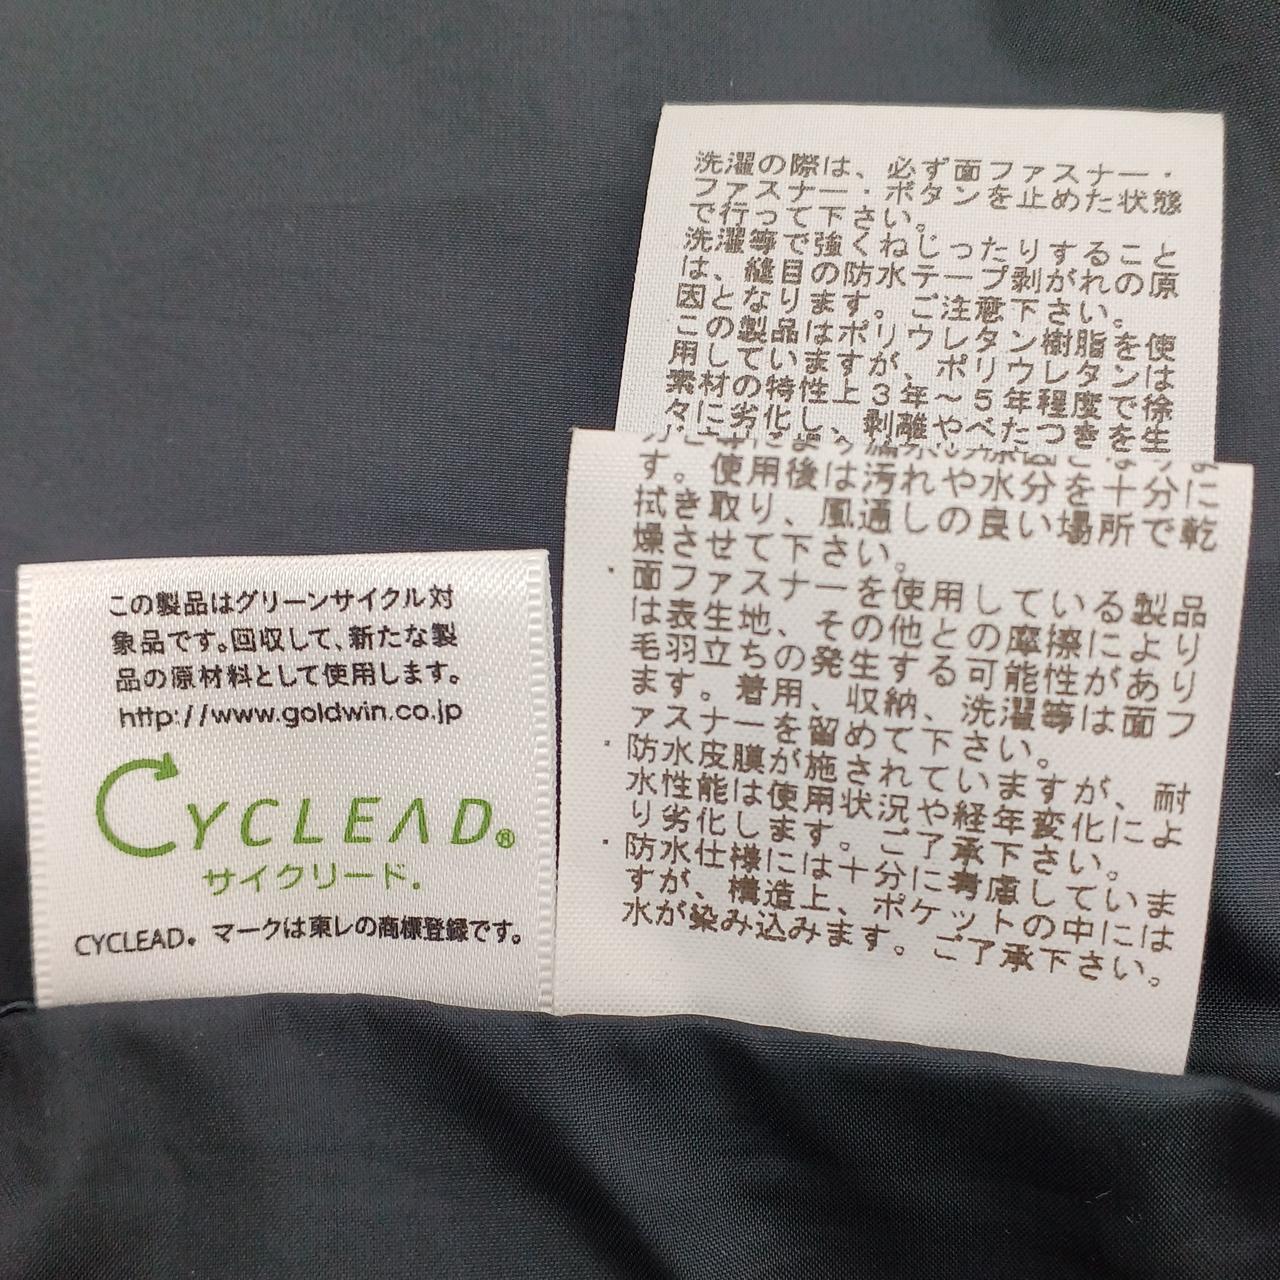 洗濯の際は、必ず面ファスナー・
ファスナー・ボタンを止めた状態
で行って下さい。
洗濯等で強くねじったりすること
は、縫目の防水テープ剥がれの原
因となります。ご注意下さい。
この製品はポリウレタン樹脂を使
用していますが、ポリウレタンは
素材の特性上3年～5年程度で徐
々に劣化し、剥離やべたつきを生
す。使用後は汚れや水分を十分に
拭き取り、風通しの良い場所で乾
燥させて下さい。
・面ファスナーを使用している製品
は表生地、その他との摩擦により
毛羽立ちの発生する可能性があり
ます。着用、収納、洗濯等は面フ
ァスナーを留めて下さい。
・防水皮膜が施されていますが、耐
水性能は使用状況や経年変化によ
り劣化します。ご了承下さい。
・防水仕様には十分に考慮していま
すが、構造上、ポケットの中には
水が染み込みます。ご了承下さい。
この製品はグリーンサイクル対
象品です。回収して、新たな製
品の原材料として使用します。
http://www.goldwin.co.jp
CYCLEAD®
サイクリード.
CYCLEAD. マークは東レの商標登録です。